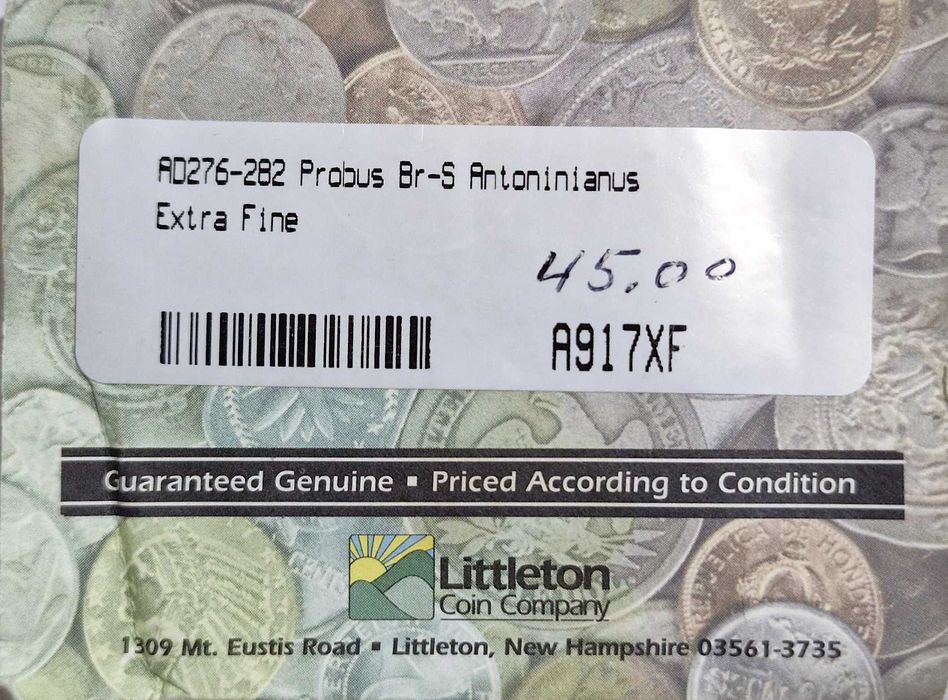 AD276-282 Probus Br-S Antoninianus
Extra Fine
45.00
A917XF
Guaranteed Genuine ▪ Priced According to Condition
Littleton
Coin Company
1309 Mt. Eustis Road ▪ Littleton, New Hampshire 03561-3735